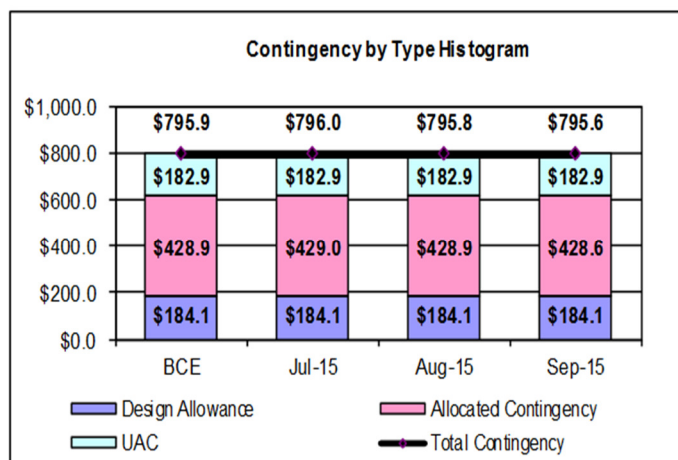 Contingency by Type Histogram
$1,000.0
$795.9 $796.0 $795.8 $795.6
$800.0
$182.9 $182.9 $182.9 $182.9
$600.0
$400.0
$428.9 $429.0 $428.9 $428.6
$200.0
$184.1 $184.1 $184.1 $184.1
$0.0
BCE Jul-15 Aug-15 Sep-15
Design Allowance Allocated Contingency
UAC Total Contingency